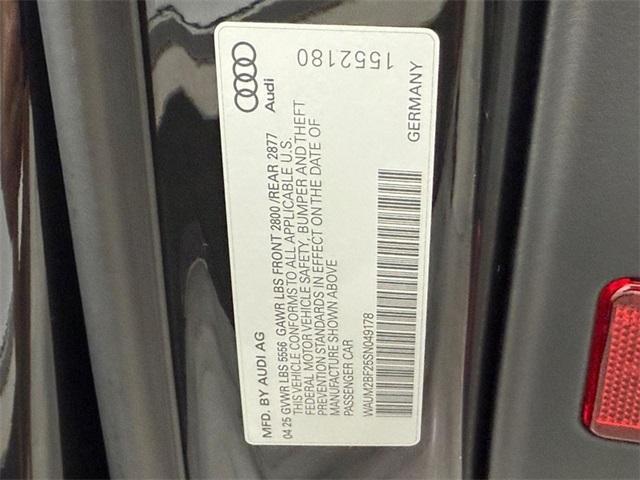 Audi
1552180
MFD. BY AUDI AG
GERMANY
04 25 GVWR LBS 5556 GAWR LBS FRONT 2800 /REAR 2877
THIS VEHICLE CONFORMS TO ALL APPLICABLE U.S.
FEDERAL MOTOR VEHICLE SAFETY, BUMPER AND THEFT
PREVENTION STANDARDS IN EFFECT ON THE DATE OF
MANUFACTURE SHOWN ABOVE
PASSENGER CAR
WAUM2BF26SN049178